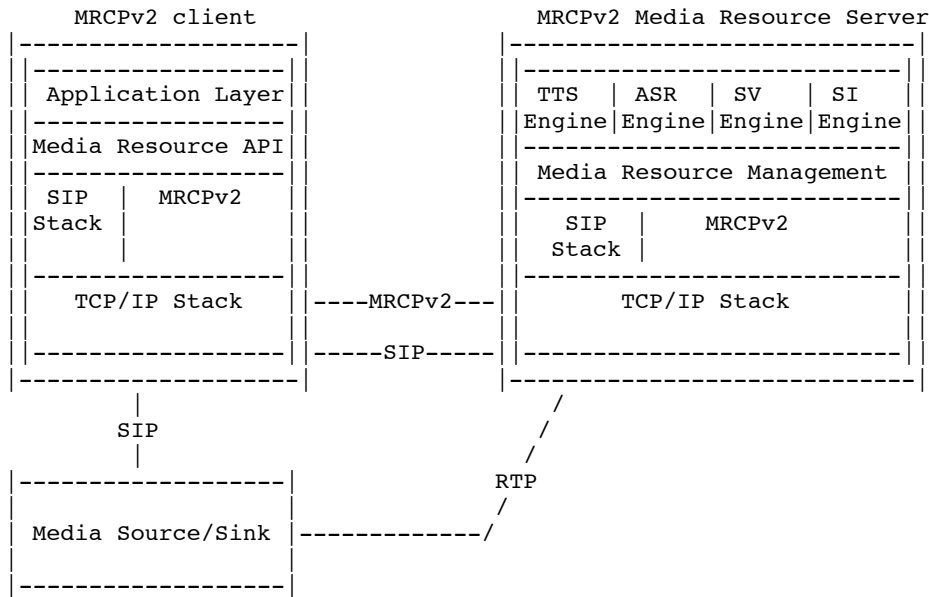 MRCPv2 client MRCPv2 Media Resource Server
|--------------------| |-----------------------------|
||------------------|| ||---------------------------||
|| Application Layer|| || TTS | ASR | SV | SI ||
||------------------|| ||Engine|Engine|Engine|Engine||
||Media Resource API|| ||---------------------------||
||------------------|| || Media Resource Management ||
|| SIP | MRCPv2 || ||---------------------------||
||Stack | || || SIP | MRCPv2 ||
|| | || || Stack | ||
||------------------|| ||---------------------------||
|| TCP/IP Stack ||----MRCPv2---|| TCP/IP Stack ||
|| || || ||
||------------------||-----SIP-----||---------------------------||
|--------------------| |-----------------------------|
| /
SIP /
| /
|-------------------| RTP
| | /
| Media Source/Sink |-------------/
| |
|-------------------|